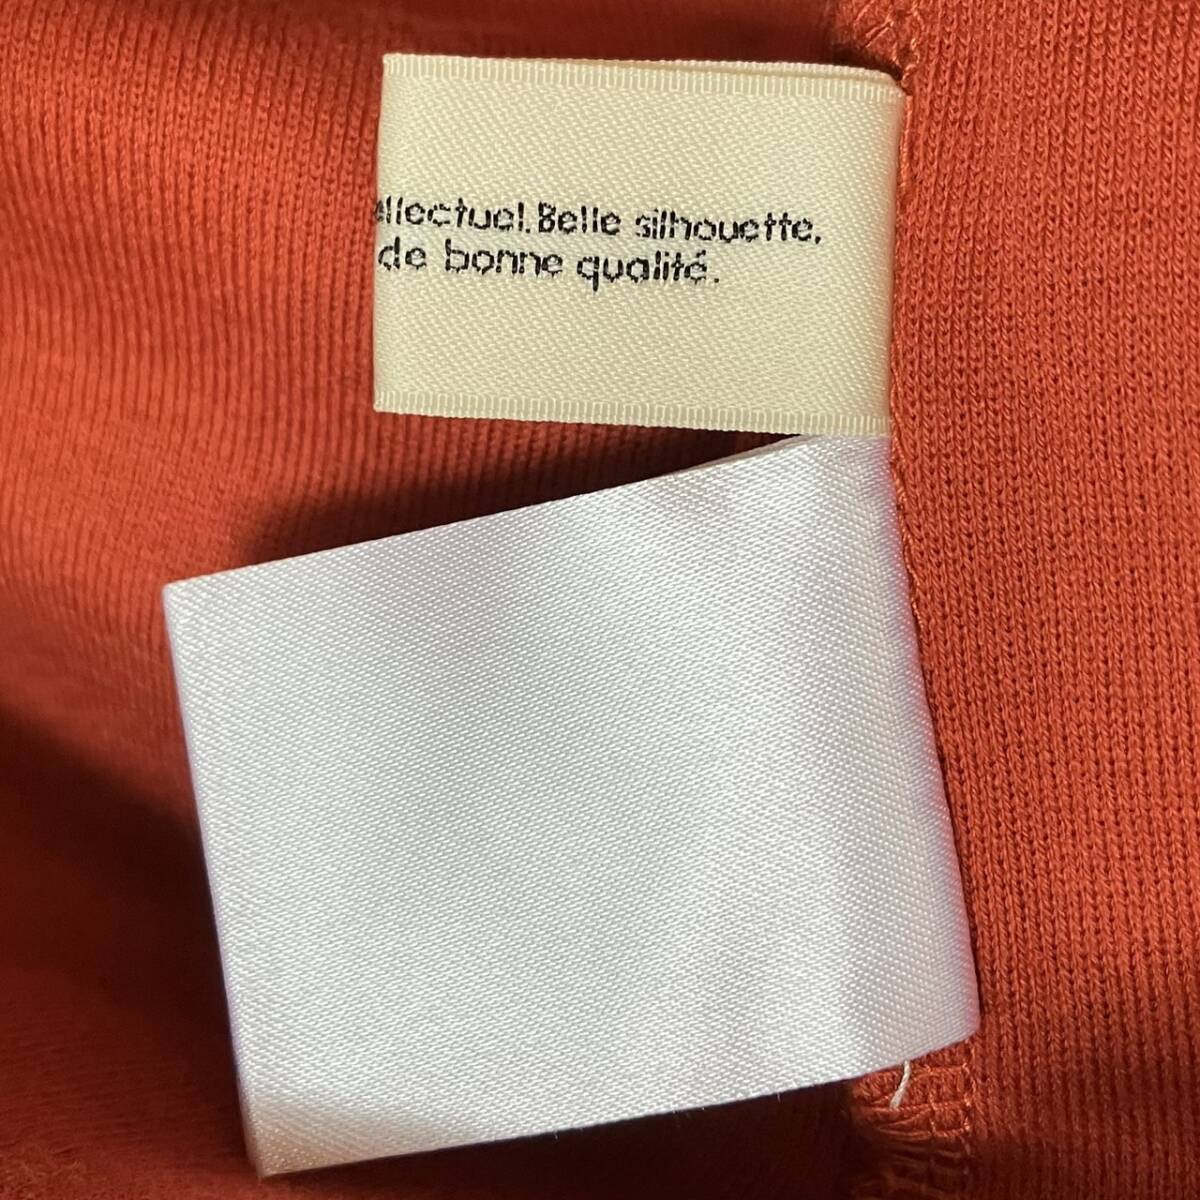 ellectuel. Belle silhouette,
de bonne qualité.